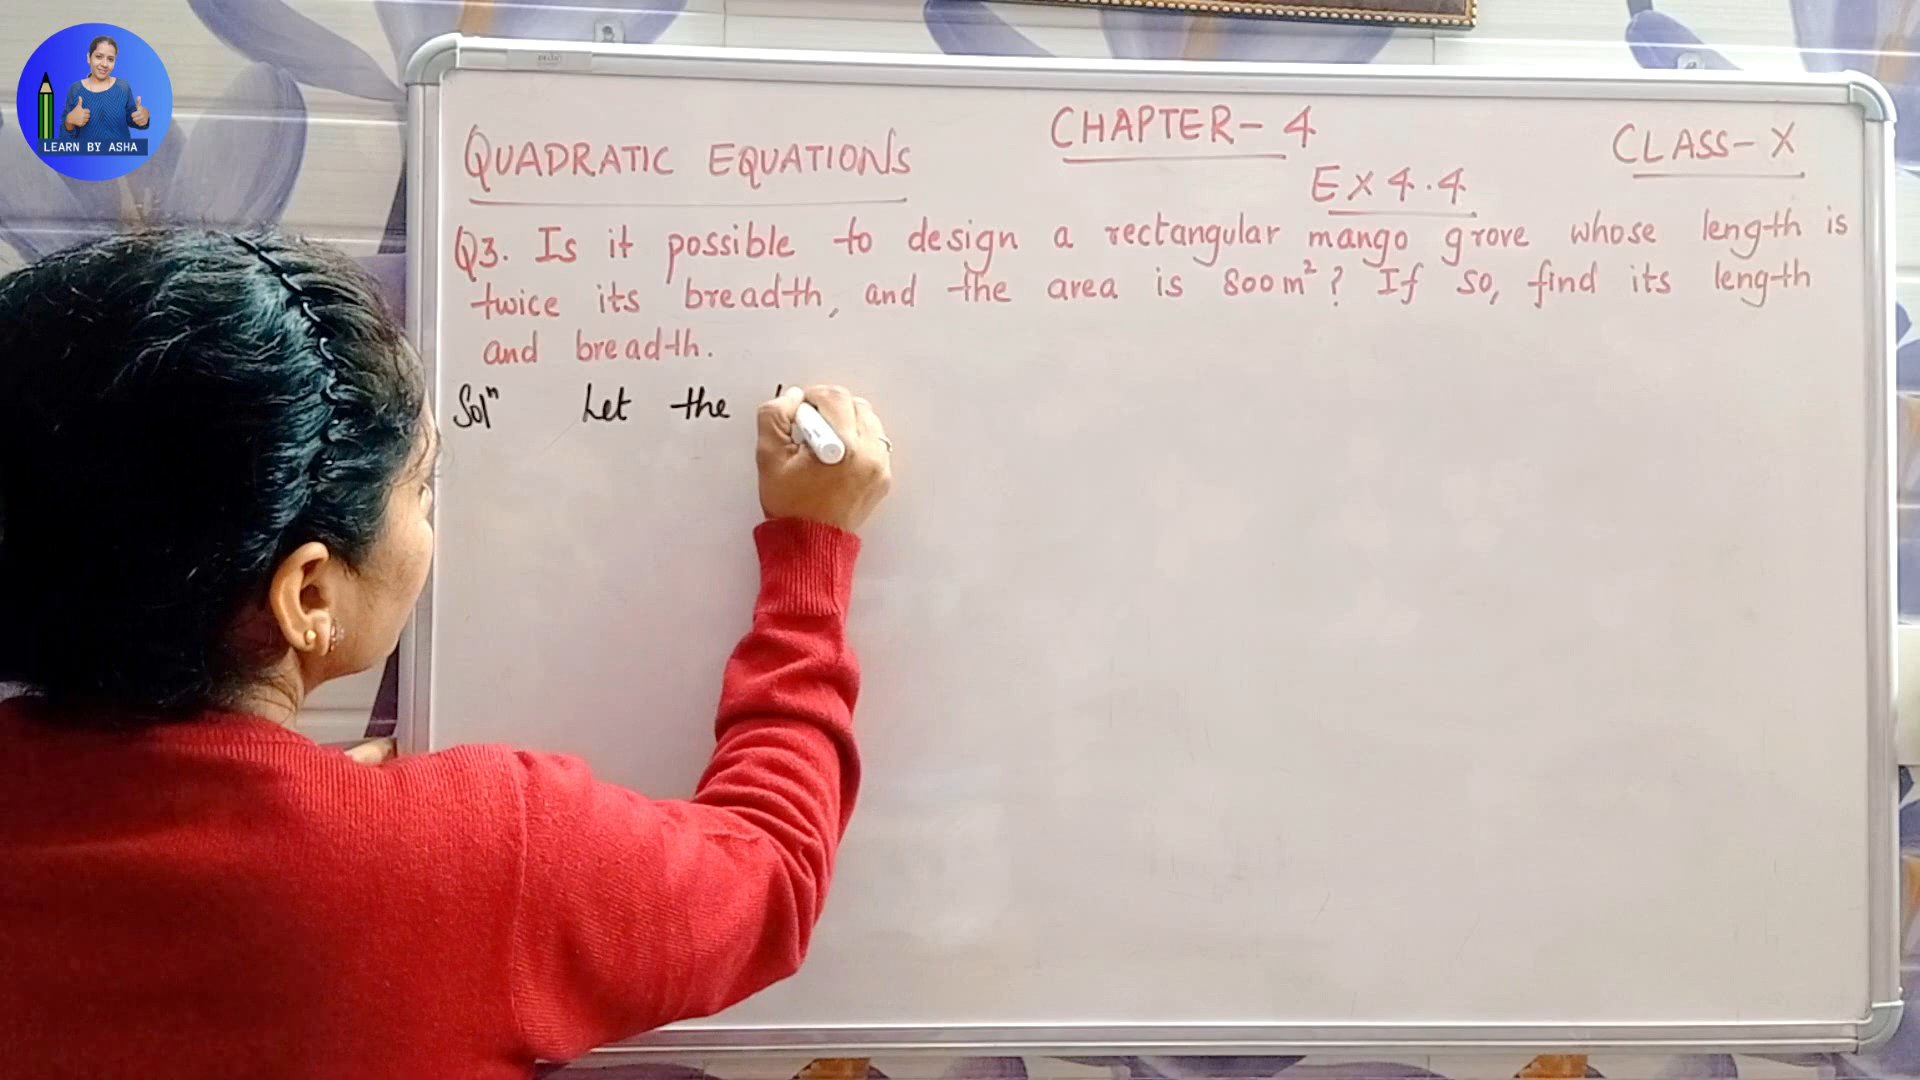 LEARN BY ASHA
QUADRATIC EQUATIONS
CHAPTER-4
CLASS-X
EX 4.4
Q3. Is it possible to design a rectangular mango grove whose length is
twice its breadth, and the area is 800m² ? If so, find its length
and breadth.
Solⁿ Let the